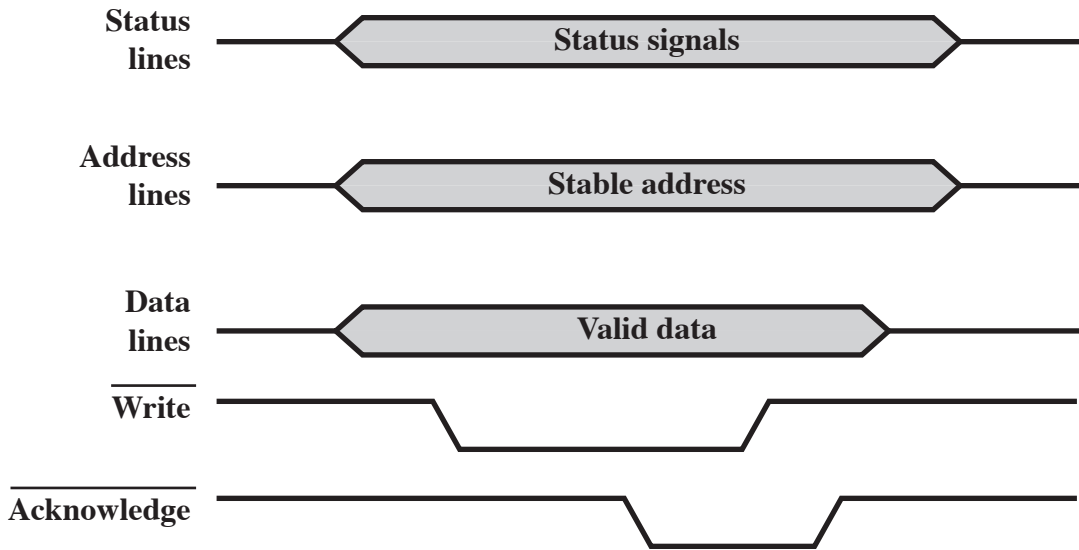 Status
lines
Status signals
Address
lines
Stable address
Data
lines
Valid data
Write
Acknowledge